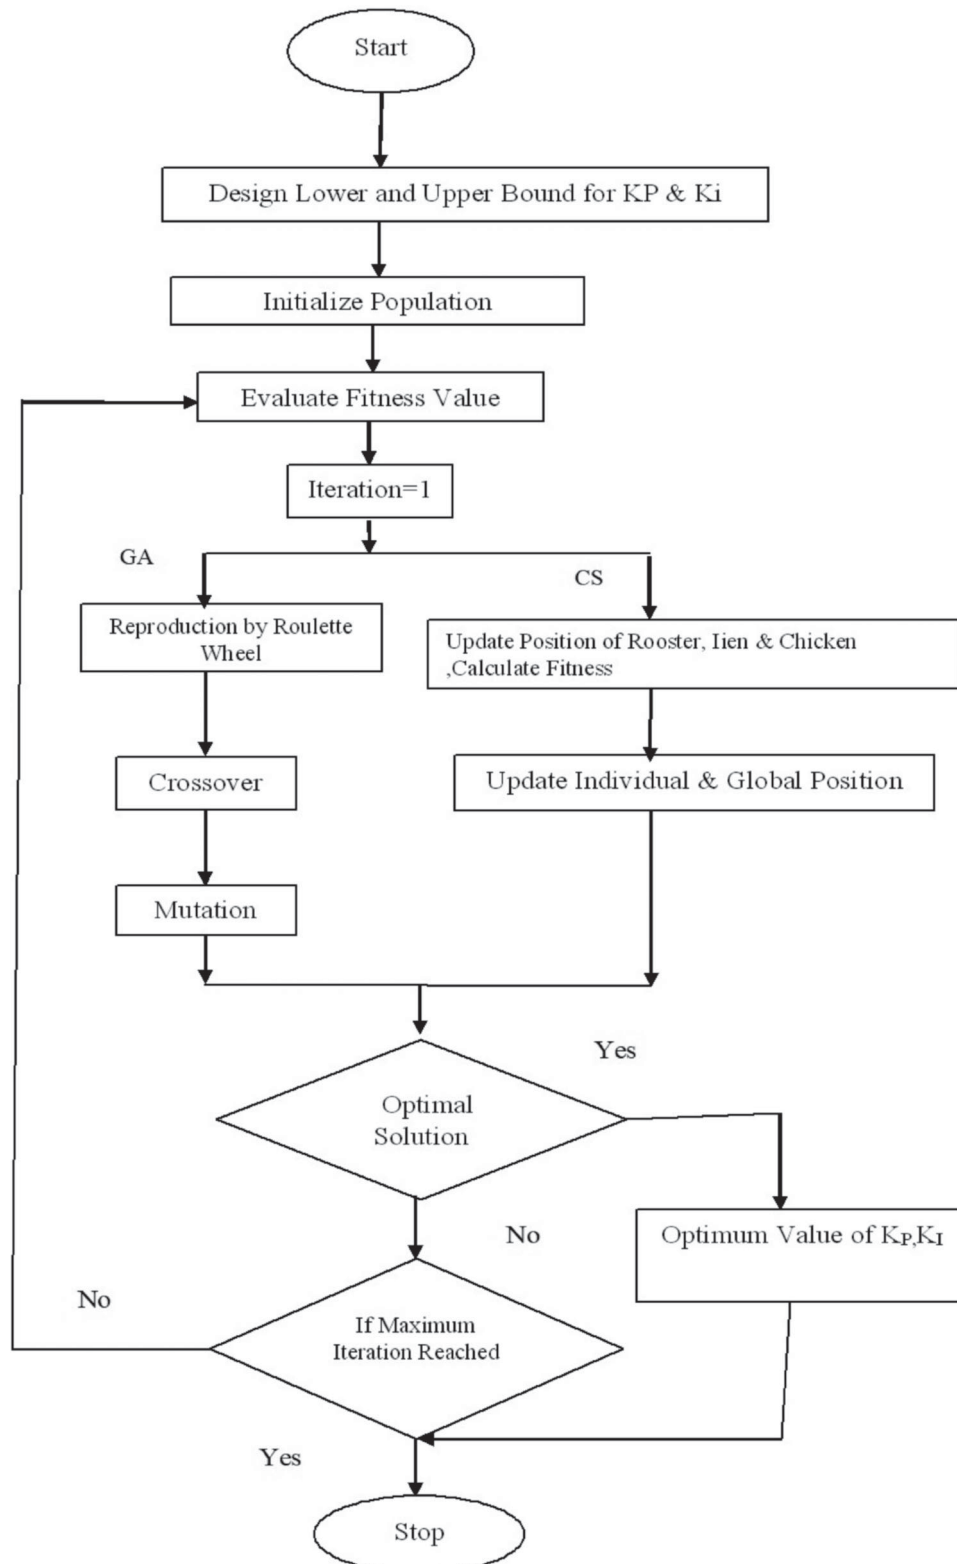 Start
Design Lower and Upper Bound for KP & Ki
Initialize Population
Evaluate Fitness Value
Iteration=1
GA
CS
Reproduction by Roulette
Wheel
Update Position of Rooster, Iien & Chicken
,Calculate Fitness
Crossover
Update Individual & Global Position
Mutation
Yes
Optimal
Solution
No
Optimum Value of KP,KI
No
If Maximum
Iteration Reached
Yes
Stop